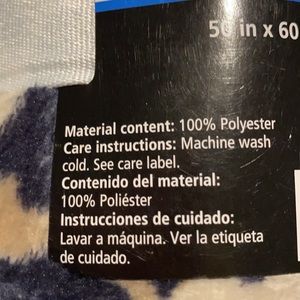 50 in x 60
Material content: 100% Polyester
Care instructions: Machine wash
cold. See care label.
Contenido del material:
100% Poliéster
Instrucciones de cuidado:
Lavar a máquina. Ver la etiqueta
de cuidado.